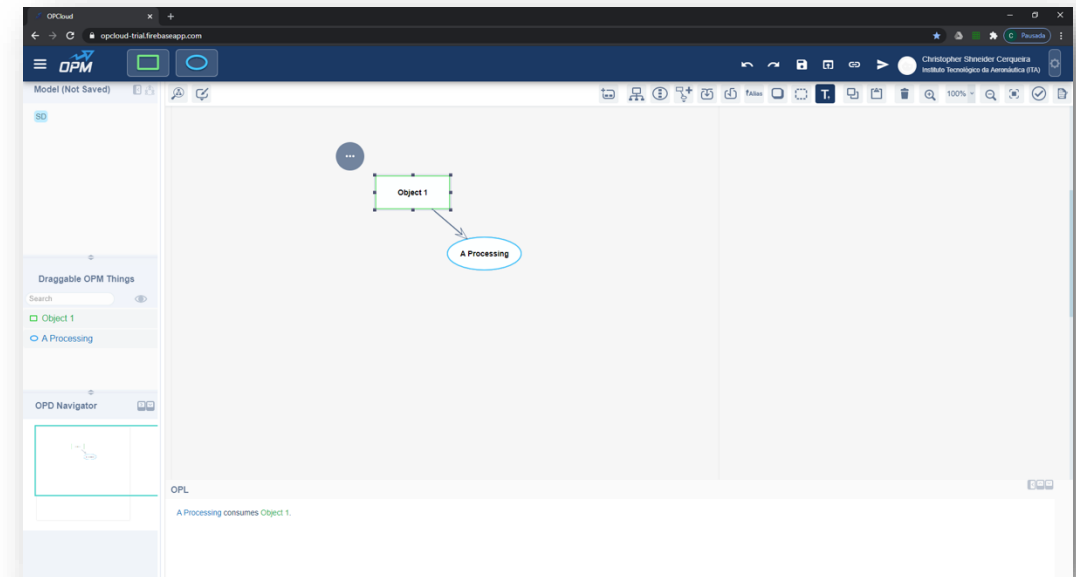 OPCloud
opcloud-trial.firebaseapp.com
C Pausada
OPM
Christopher Shneider Cerqueira
Instituto Tecnológico da Aeronáutica (ITA)
Model (Not Saved)
Alias
T
100%
SD
Object 1
A Processing
Draggable OPM Things
Search
Object 1
A Processing
OPD Navigator
OPL
A Processing consumes Object 1.